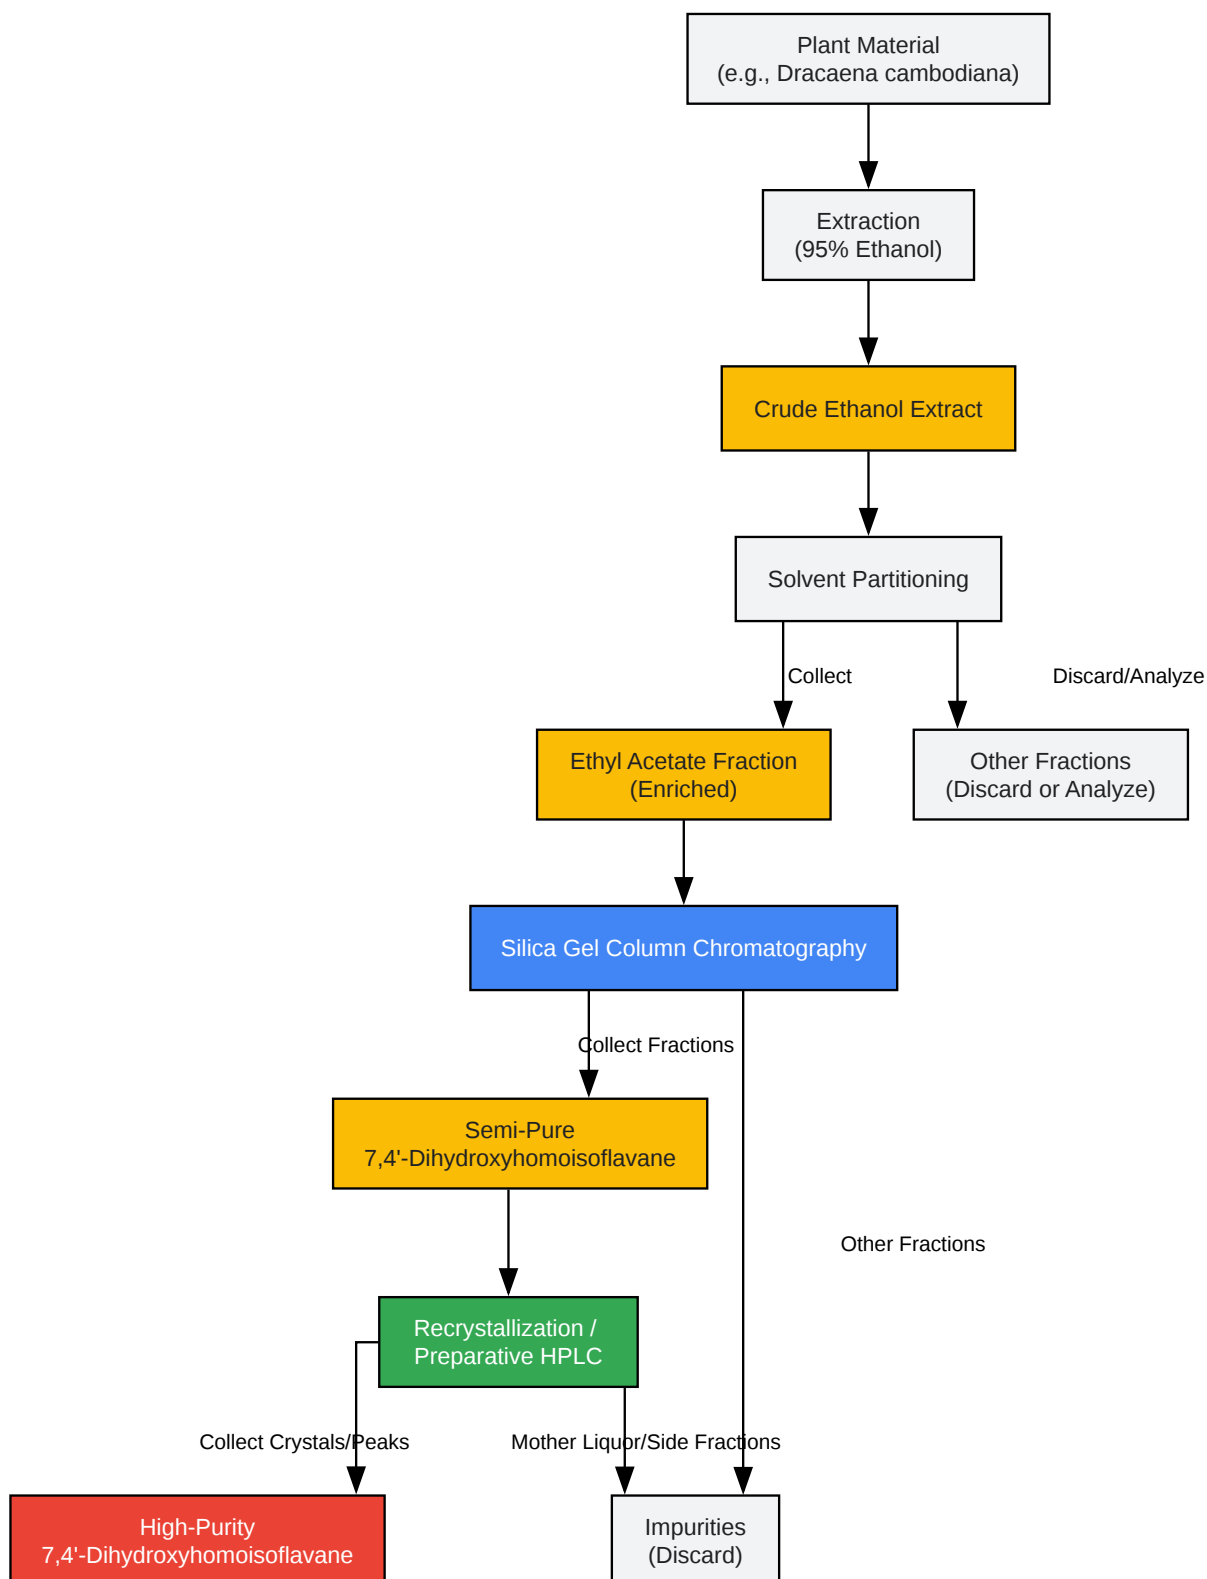 Plant Material
(e.g., Dracaena cambodiana)
Extraction
(95% Ethanol)
Crude Ethanol Extract
Solvent Partitioning
Collect
Discard/Analyze
Ethyl Acetate Fraction
(Enriched)
Other Fractions
(Discard or Analyze)
Silica Gel Column Chromatography
Collect Fractions
Semi-Pure
7,4'-Dihydroxyhomoisoflavane
Other Fractions
Recrystallization /
Preparative HPLC
Collect Crystals/Peaks
Mother Liquor/Side Fractions
High-Purity
7,4'-Dihydroxyhomoisoflavane
Impurities
(Discard)